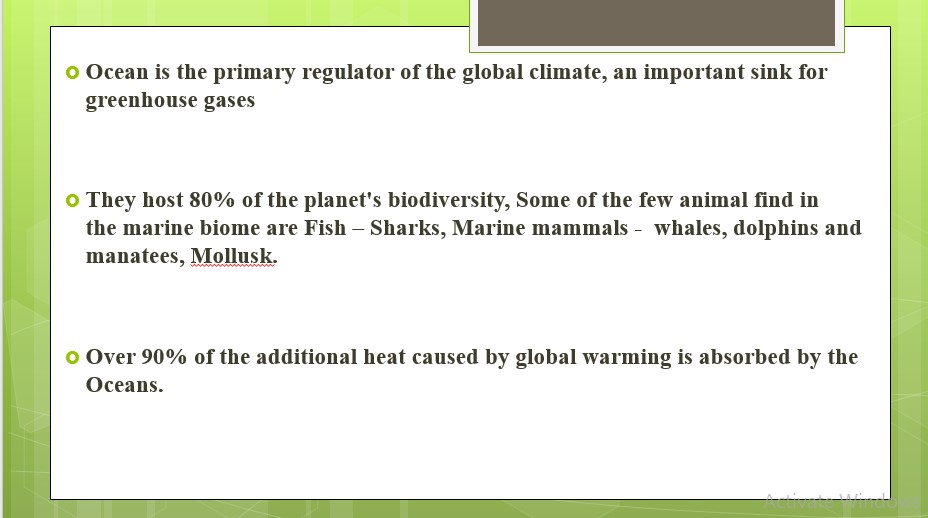 Ocean is the primary regulator of the global climate, an important sink for
greenhouse gases
They host 80% of the planet's biodiversity, Some of the few animal find in
the marine biome are Fish – Sharks, Marine mammals -  whales, dolphins and
manatees, Mollusk.
Over 90% of the additional heat caused by global warming is absorbed by the
Oceans.
Activate Windows